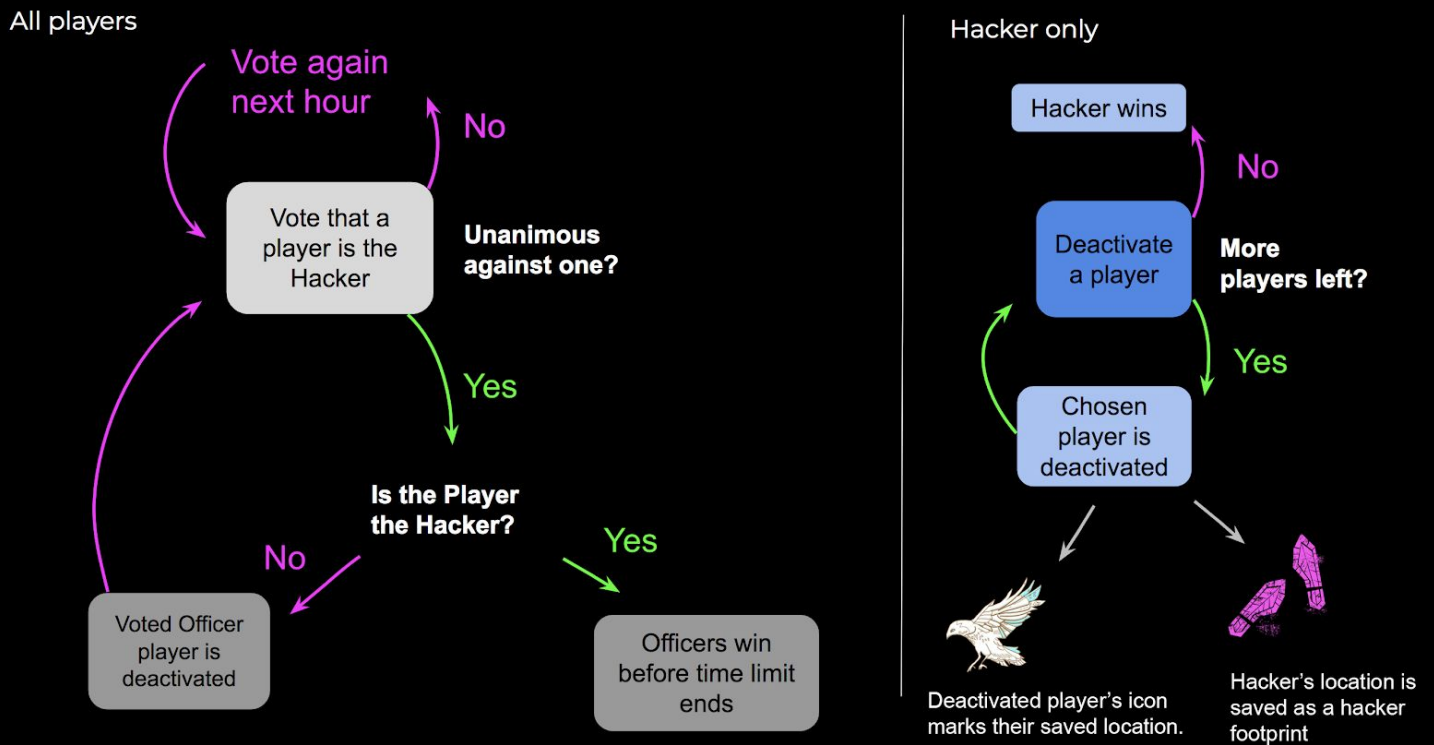 All players
Vote again
next hour
No
Vote that a
player is the
Hacker
Unanimous
against one?
Yes
Is the Player
the Hacker?
No
Yes
Voted Officer
player is
deactivated
Officers win
before time limit
ends
Hacker only
Hacker wins
No
Deactivate
a player
More
players left?
Yes
Chosen
player is
deactivated
Deactivated player's icon
marks their saved location.
Hacker's location is
saved as a hacker
footprint